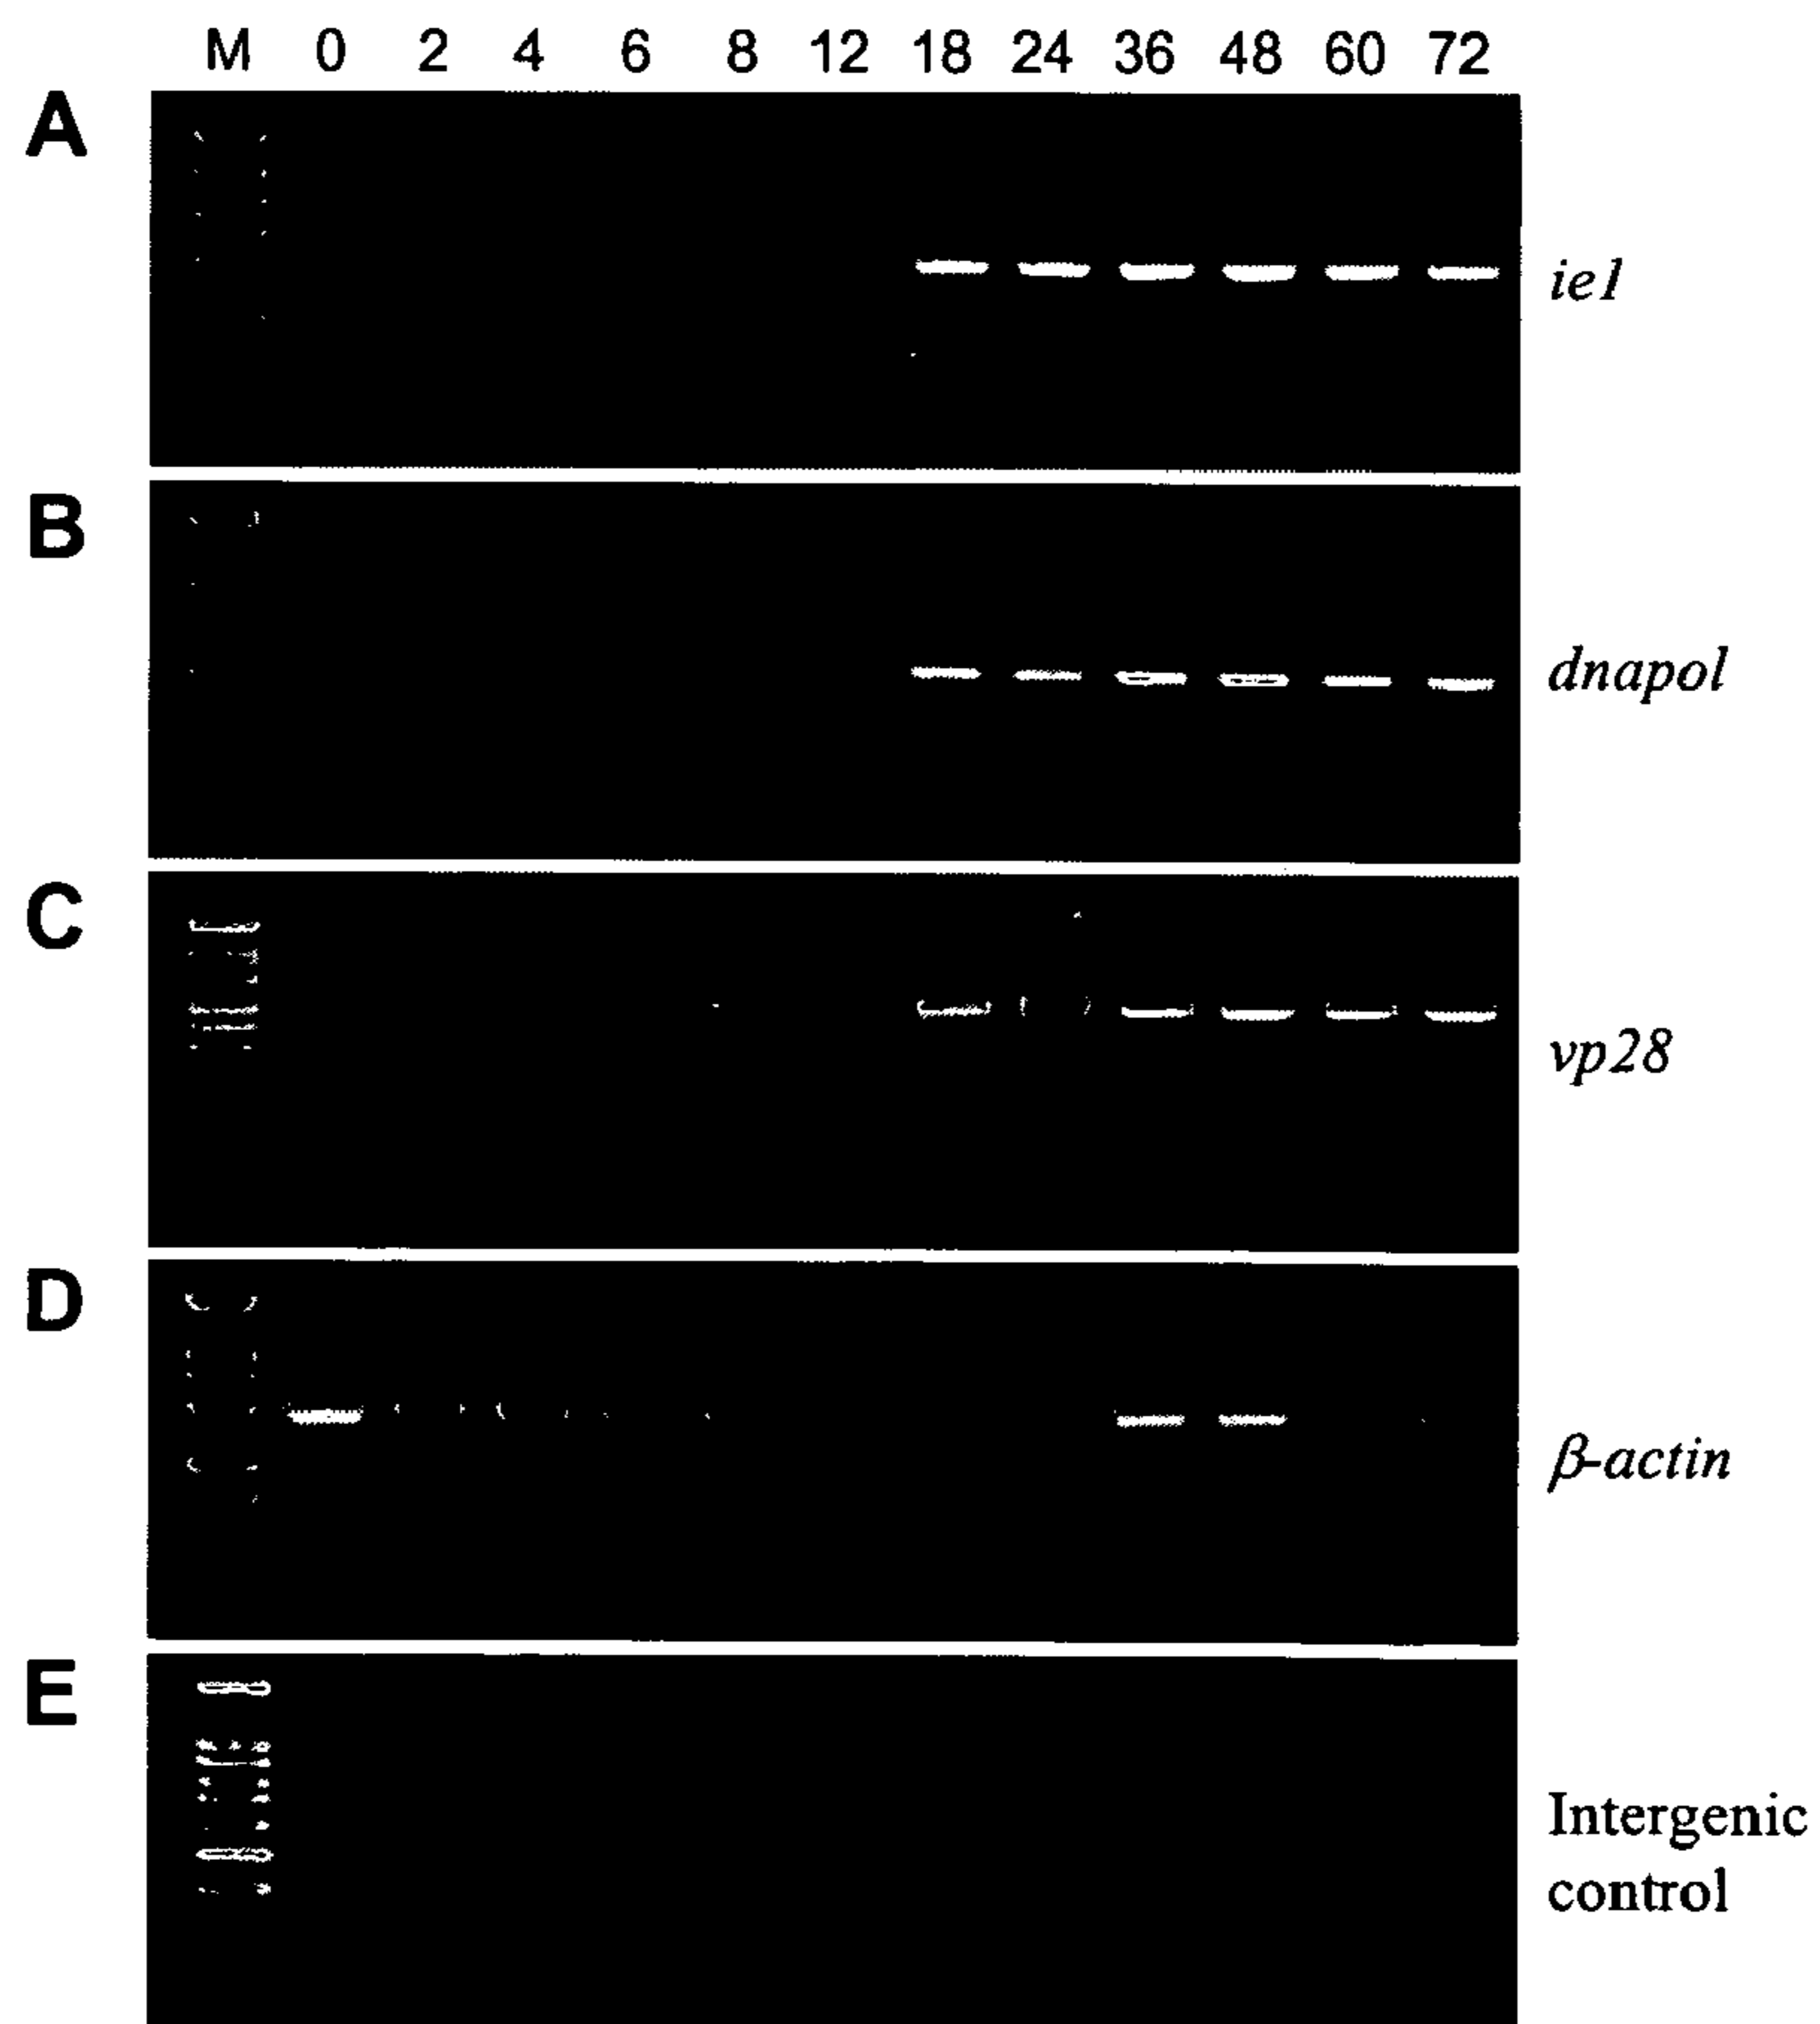 M 0 2 4 6 8 12 18 24 36 48 60 72
A
ie1
B
dnapol
C
vp28
D
β-actin
E
Intergenic
control